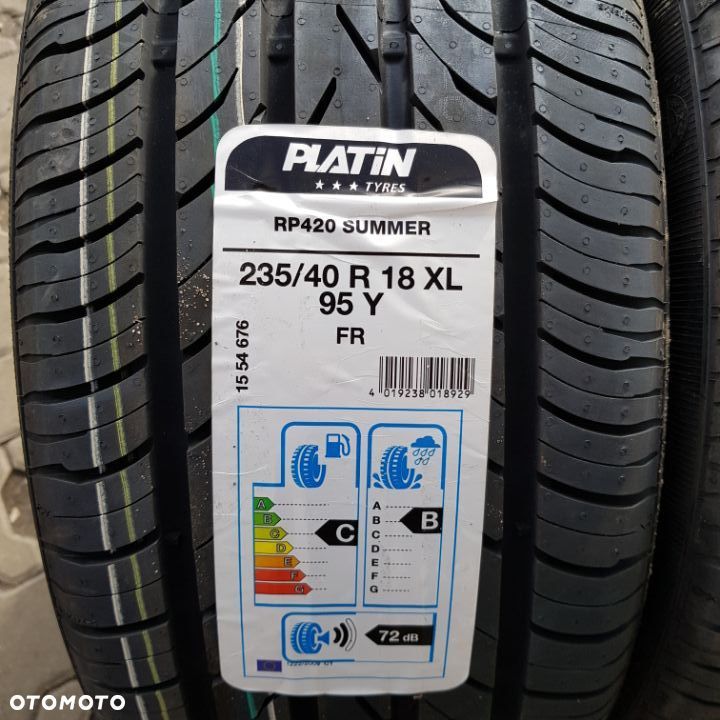 PLATiN
★★★ TYRES
RP420 SUMMER
235/40 R 18 XL
95 Y
FR
15 54 676
4 019238 018929
A
B
C
D
E
F
G
C
A
B
C
D
E
F
G
B
72 dB
OTOMOTO